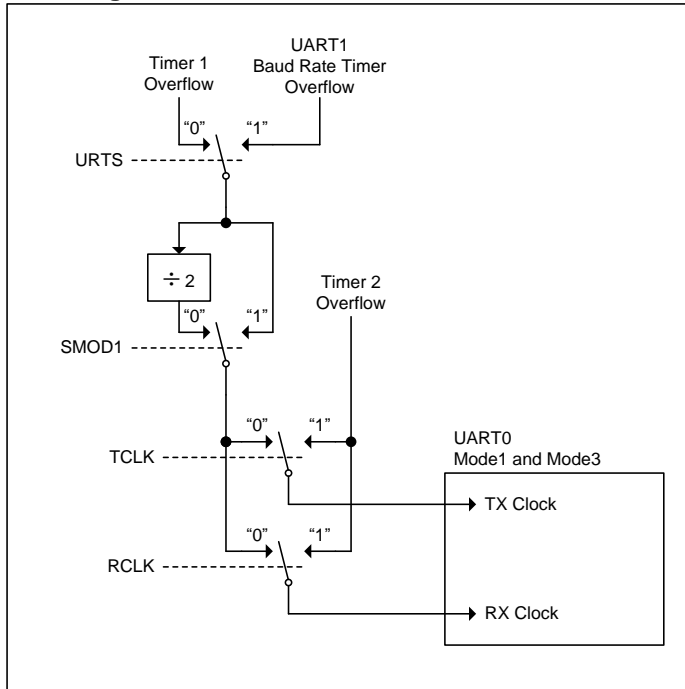 Timer 1
Overflow
UART1
Baud Rate Timer
Overflow
“0”
“1”
URTS
÷ 2
Timer 2
Overflow
“0”
“1”
SMOD1
“0”
“1”
TCLK
UART0
Mode1 and Mode3
TX Clock
“0”
“1”
RCLK
RX Clock